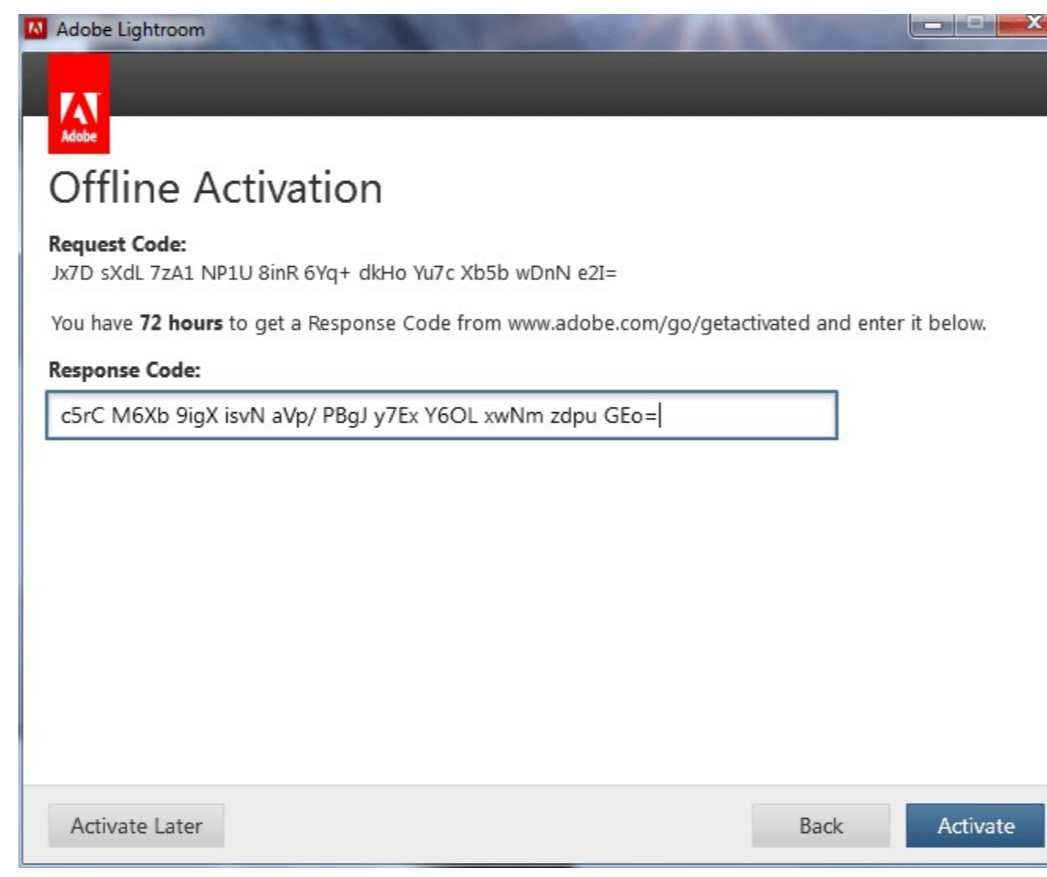 Adobe Lightroom
Adobe
Offline Activation
Request Code:
Jx7D sXdL 7zA1 NP1U 8inR 6Yq+ dkHo Yu7c Xb5b wDnN e2I=
You have 72 hours to get a Response Code from www.adobe.com/go/getactivated and enter it below.
Response Code:
c5rC M6Xb 9igX isvN aVp/ PBgJ y7Ex Y6OL xwNm zdpu GEo=
Activate Later
Back
Activate